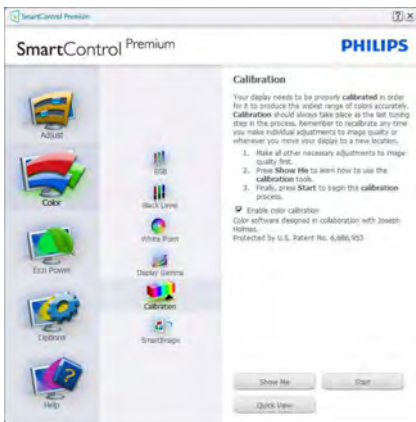 SmartControl Premium
SmartControl Premium
PHILIPS
Adjust
Color
Eco Power
Options
Help
RGB
Black Level
White Point
Display Gamma
Calibration
SmartImage
Calibration
Your display needs to be properly calibrated in order
for it to produce the widest range of colors accurately.
Calibration should always take place as the last tuning
step in the process. Remember to recalibrate any time
you make individual adjustments to image quality or
whenever you move your display to a new location.
1. Make all other necessary adjustments to image
quality first.
2. Press Show Me to learn how to use the
calibration tools.
3. Finally, press Start to begin the calibration
process.
Enable color calibration
Color software designed in collaboration with Joseph
Holmes.
Protected by U.S. Patent No. 6,686,953
Show Me
Start
Quick View